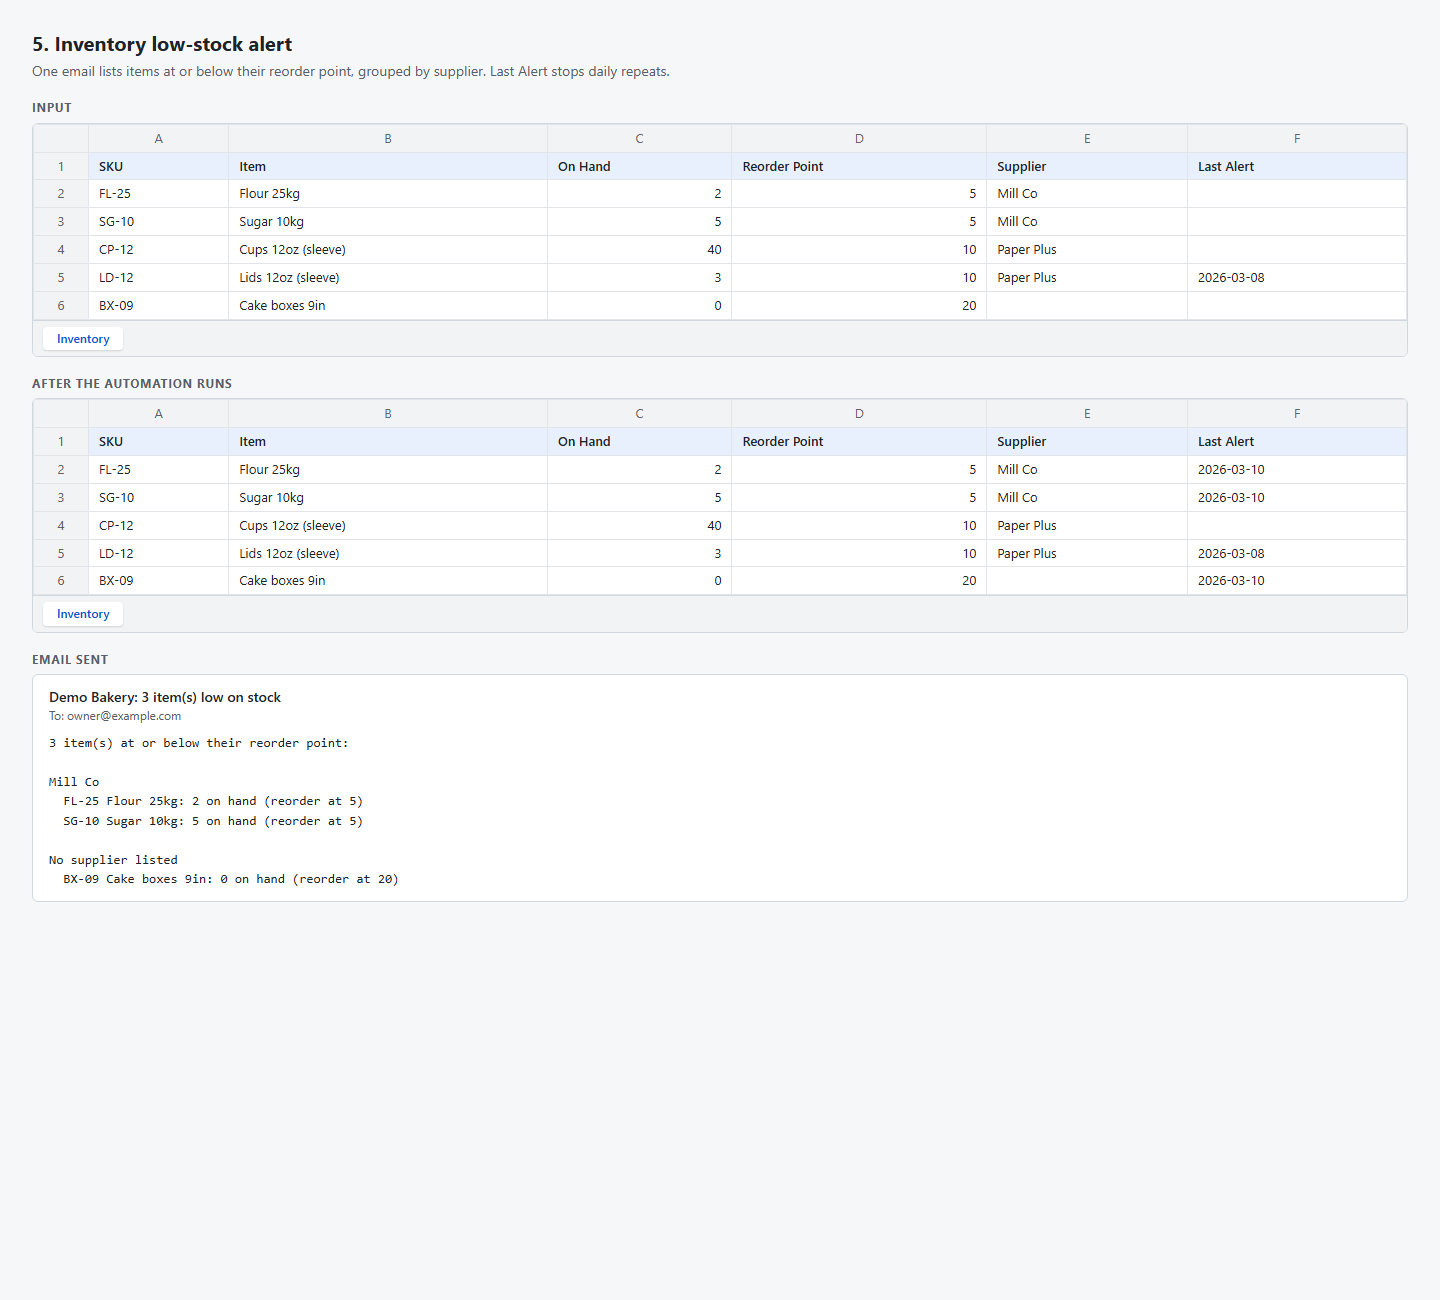 5. Inventory low-stock alert
One email lists items at or below their reorder point, grouped by supplier. Last Alert stops daily repeats.
INPUT
A B C D E F
1 SKU Item On Hand Reorder Point Supplier Last Alert
2 FL-25 Flour 25kg 2 5 Mill Co
3 SG-10 Sugar 10kg 5 5 Mill Co
4 CP-12 Cups 12oz (sleeve) 40 10 Paper Plus
5 LD-12 Lids 12oz (sleeve) 3 10 Paper Plus 2026-03-08
6 BX-09 Cake boxes 9in 0 20
Inventory
AFTER THE AUTOMATION RUNS
A B C D E F
1 SKU Item On Hand Reorder Point Supplier Last Alert
2 FL-25 Flour 25kg 2 5 Mill Co 2026-03-10
3 SG-10 Sugar 10kg 5 5 Mill Co 2026-03-10
4 CP-12 Cups 12oz (sleeve) 40 10 Paper Plus
5 LD-12 Lids 12oz (sleeve) 3 10 Paper Plus 2026-03-08
6 BX-09 Cake boxes 9in 0 20 2026-03-10
Inventory
EMAIL SENT
Demo Bakery: 3 item(s) low on stock
To: owner@example.com
3 item(s) at or below their reorder point:
Mill Co
FL-25 Flour 25kg: 2 on hand (reorder at 5)
SG-10 Sugar 10kg: 5 on hand (reorder at 5)
No supplier listed
BX-09 Cake boxes 9in: 0 on hand (reorder at 20)